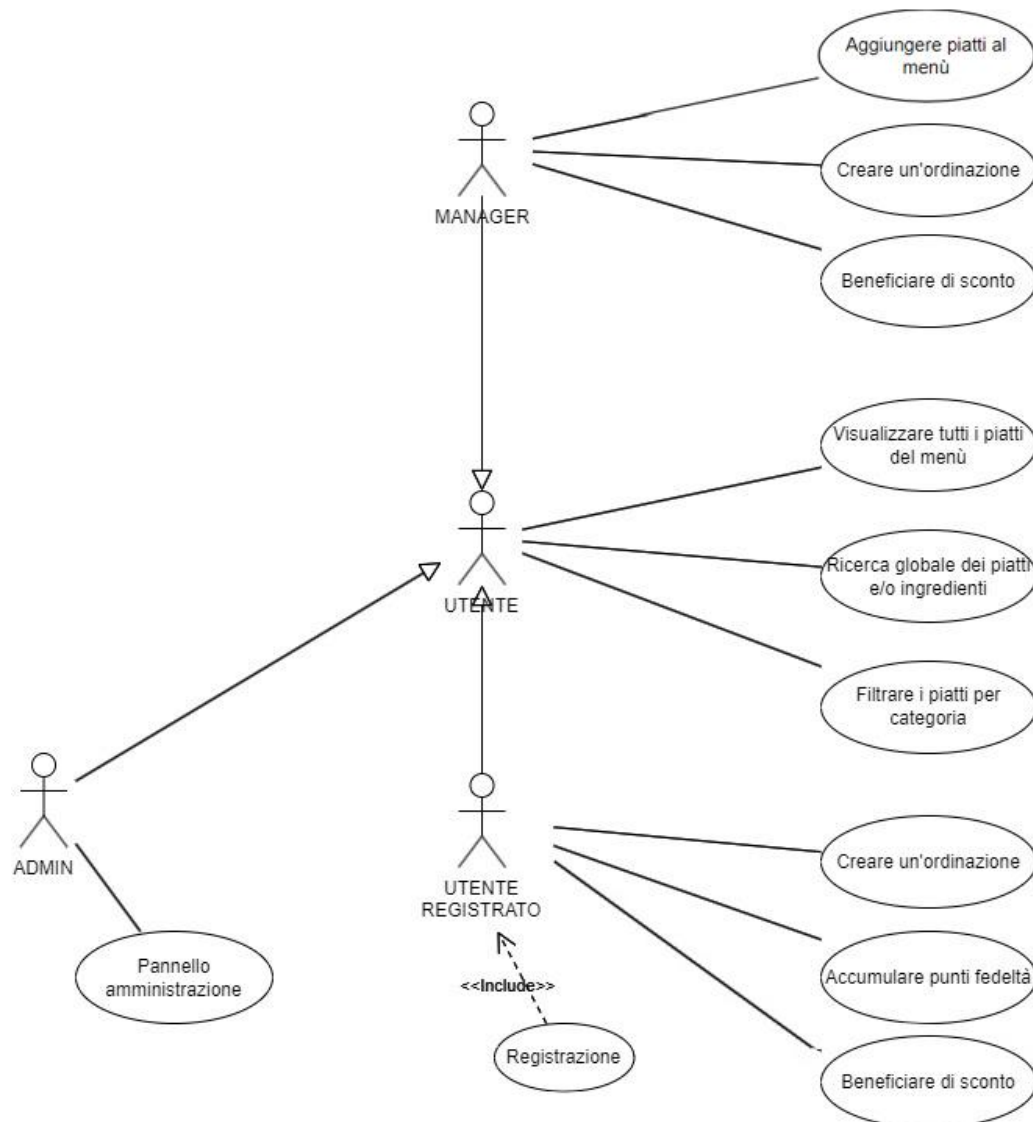 Aggiungere piatti al
menù
Creare un'ordinazione
MANAGER
Beneficiare di sconto
Visualizzare tutti i piatti
del menù
Ricerca globale dei piatti
e/o ingredienti
UTENTE
Filtrare i piatti per
categoria
ADMIN
Creare un'ordinazione
UTENTE
REGISTRATO
Pannello
amministrazione
Accumulare punti fedeltà
<<Include>>
Registrazione
Beneficiare di sconto